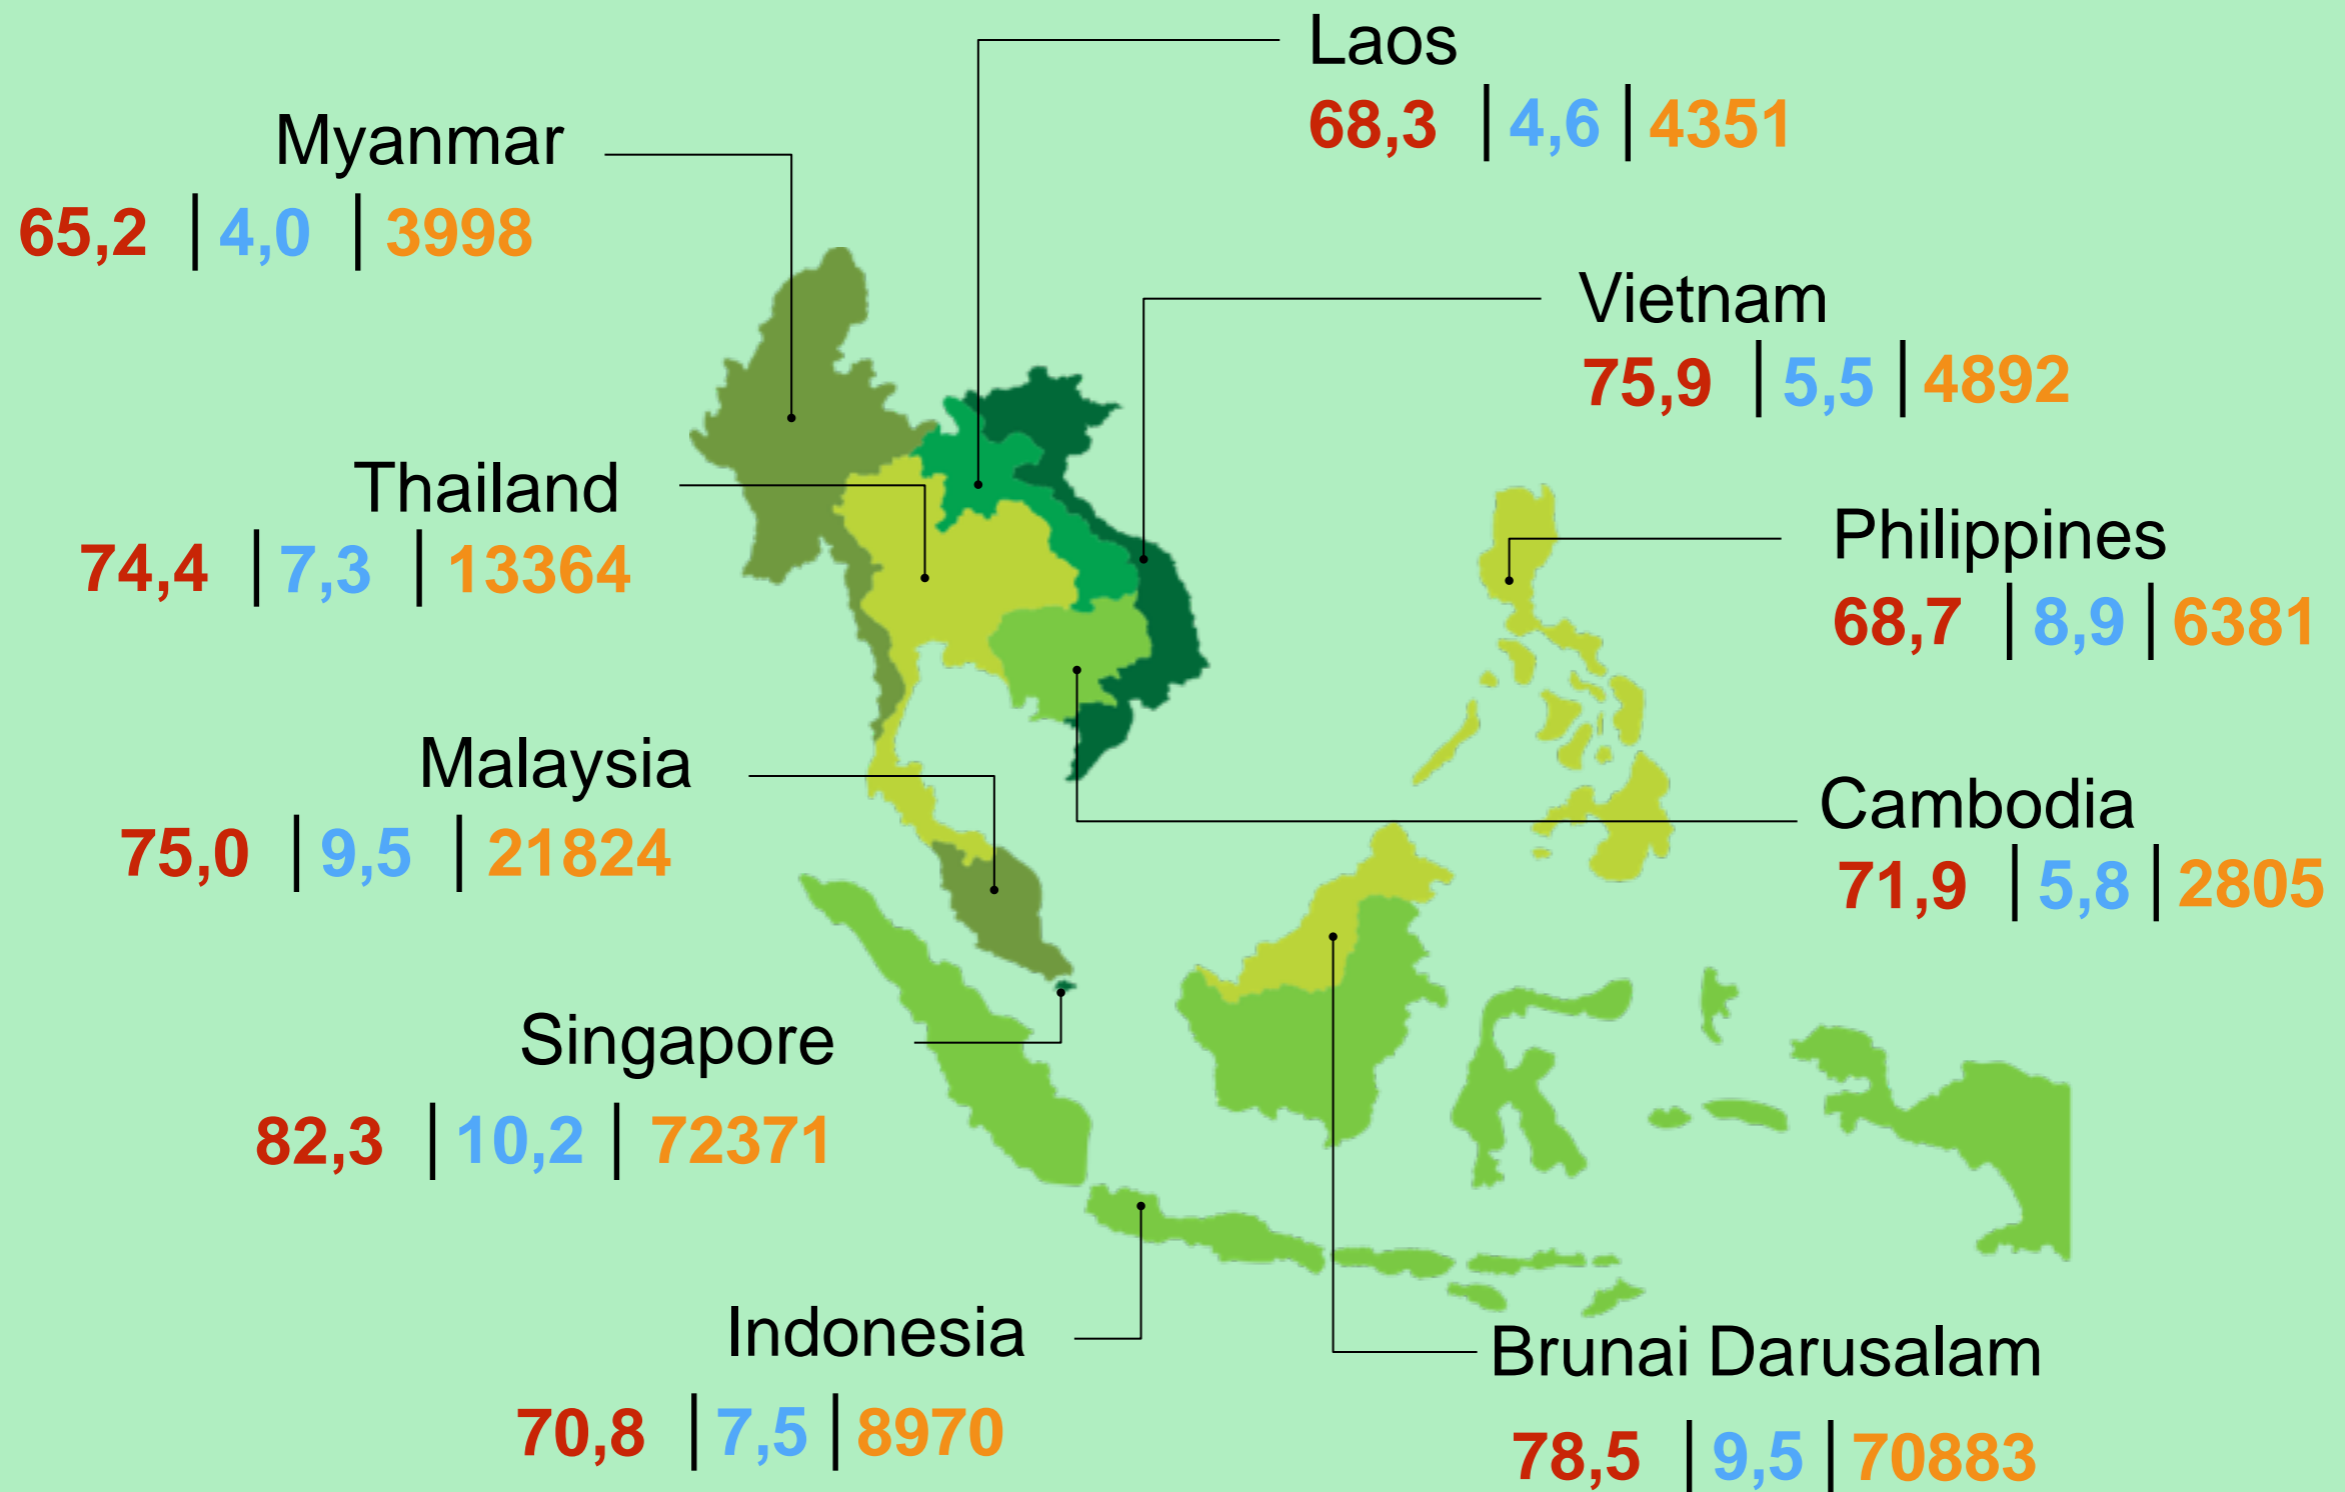 Laos
68,3 | 4,6 | 4351
Myanmar
65,2 | 4,0 | 3998
Vietnam
75,9 | 5,5 | 4892
Thailand
74,4 | 7,3 | 13364
Philippines
68,7 | 8,9 | 6381
Malaysia
75,0 | 9,5 | 21824
Cambodia
71,9 | 5,8 | 2805
Singapore
82,3 | 10,2 | 72371
Indonesia
70,8 | 7,5 | 8970
Brunai Darusalam
78,5 | 9,5 | 70883